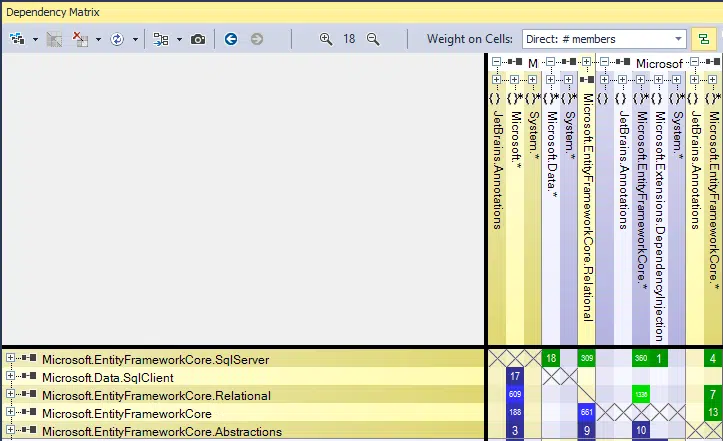 Dependency Matrix
18 Weight on Cells: Direct: # members
M Microsof
{} JetBrains.Annotations
{}* Microsoft.*
{}* System.*
{}* Microsoft.Data.*
{}* System.*
Microsoft.EntityFrameworkCore.Relational
{}
{} JetBrains.Annotations
{}* Microsoft.EntityFrameworkCore.*
{} Microsoft.Extensions.DependencyInjection
{}* System.*
{} JetBrains.Annotations
{}* Microsoft.EntityFrameworkCore.*
Microsoft.EntityFrameworkCore.SqlServer 18 309 360 1 4
Microsoft.Data.SqlClient 17
Microsoft.EntityFrameworkCore.Relational 609 1336 7
Microsoft.EntityFrameworkCore 188 661 13
Microsoft.EntityFrameworkCore.Abstractions 3 9 10